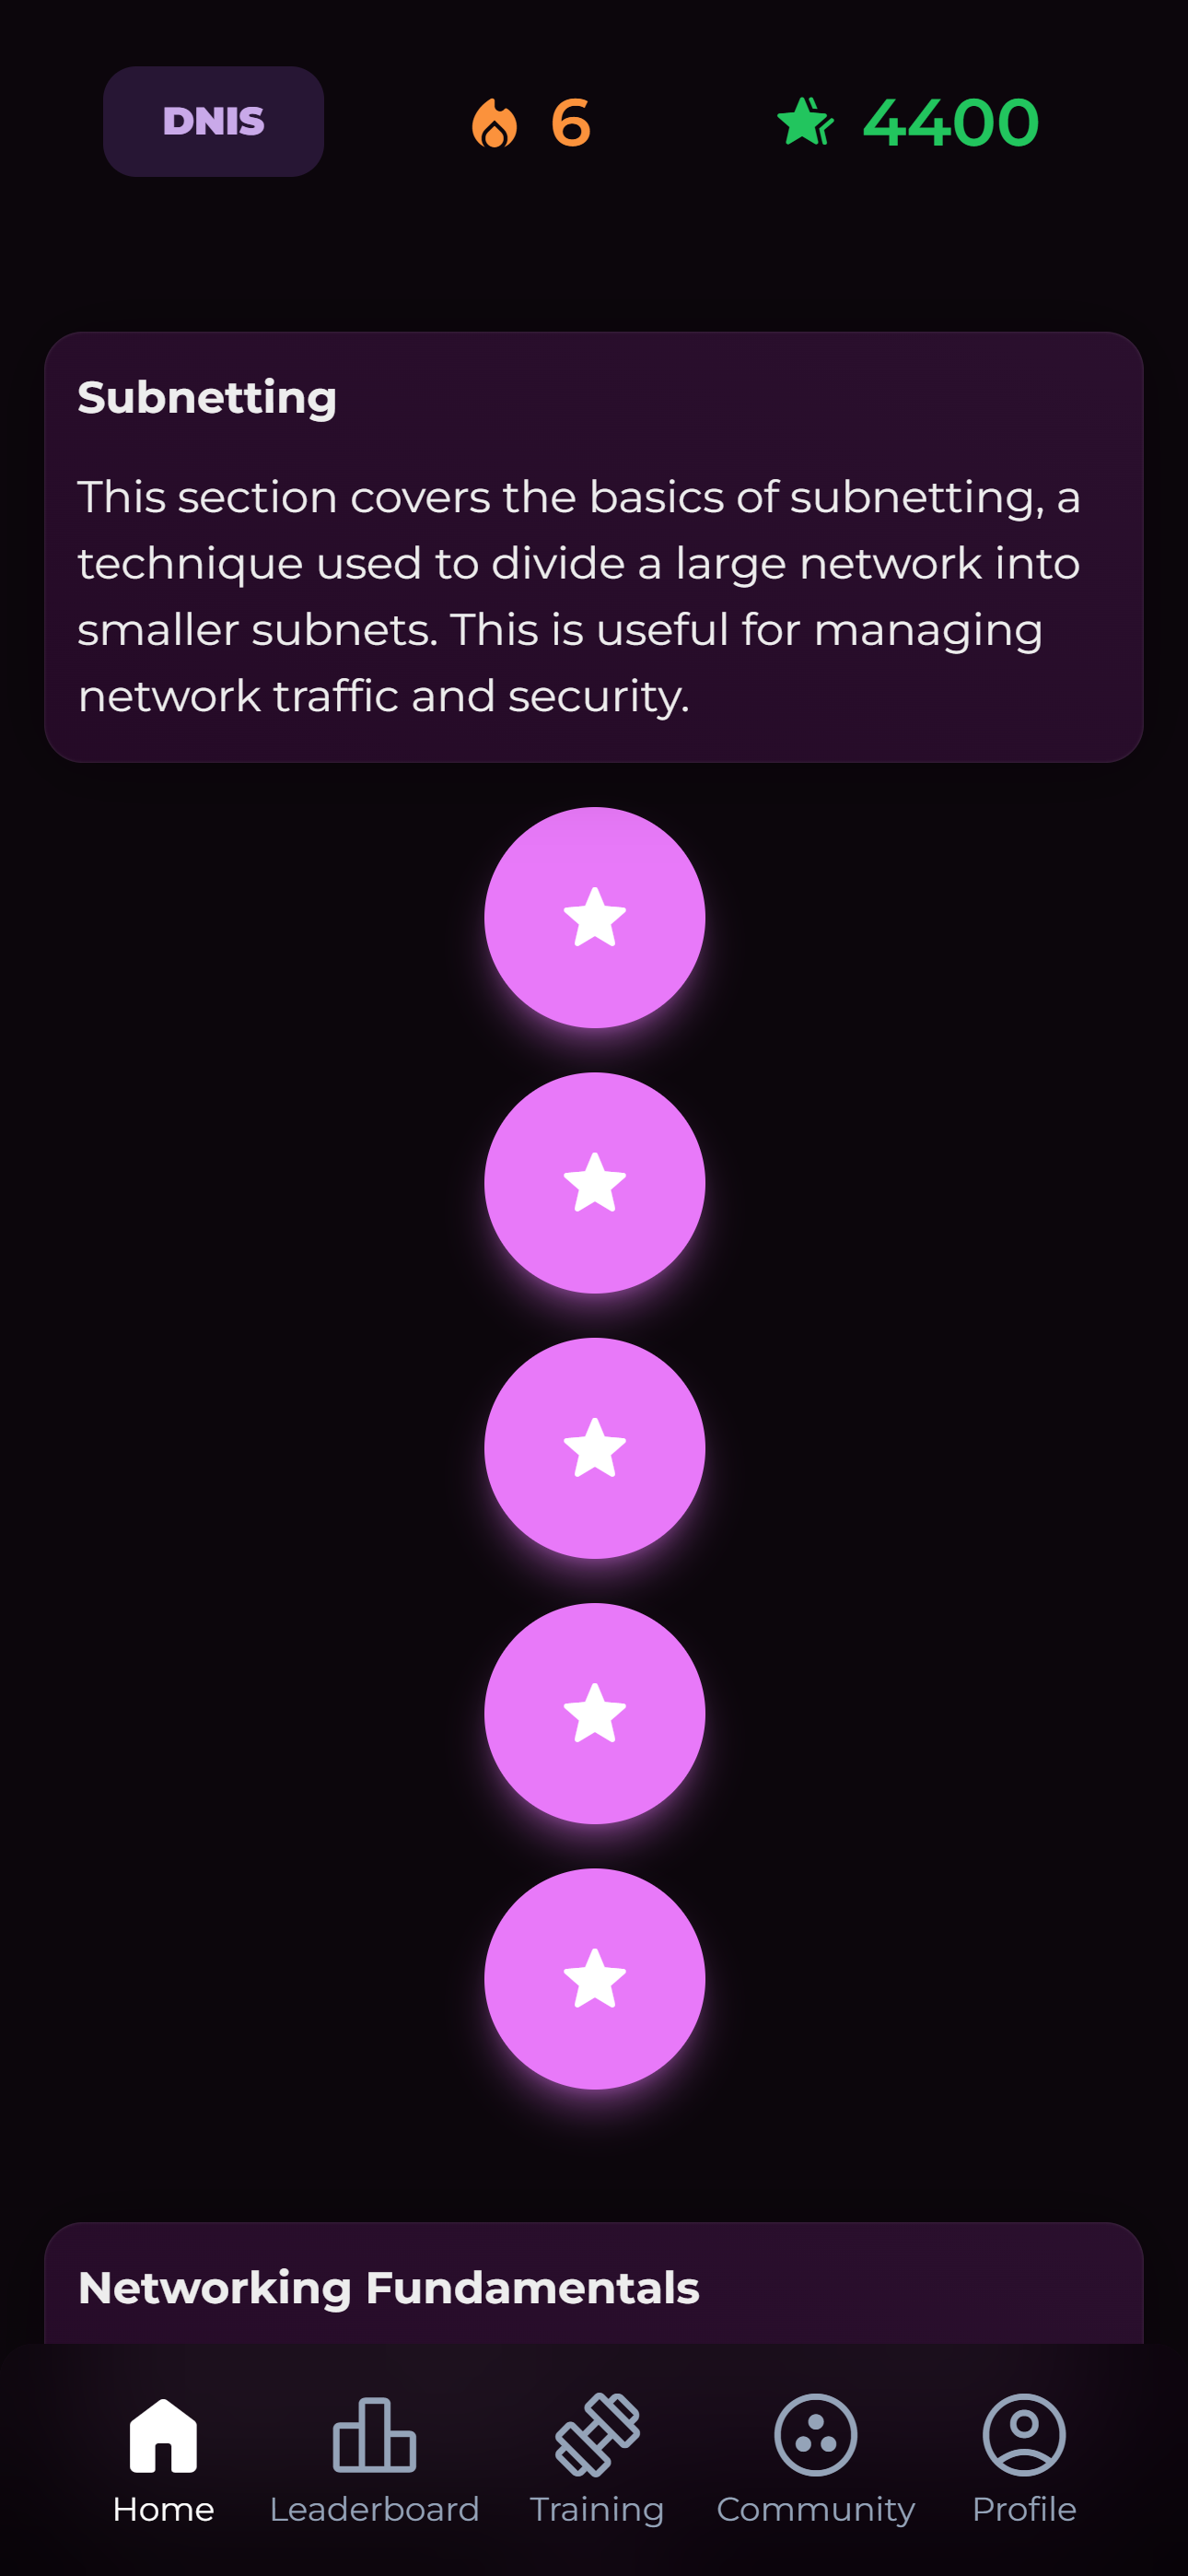 DNIS
6
4400
Subnetting
This section covers the basics of subnetting, a
technique used to divide a large network into
smaller subnets. This is useful for managing
network traffic and security.
Networking Fundamentals
Home
Leaderboard
Training
Community
Profile